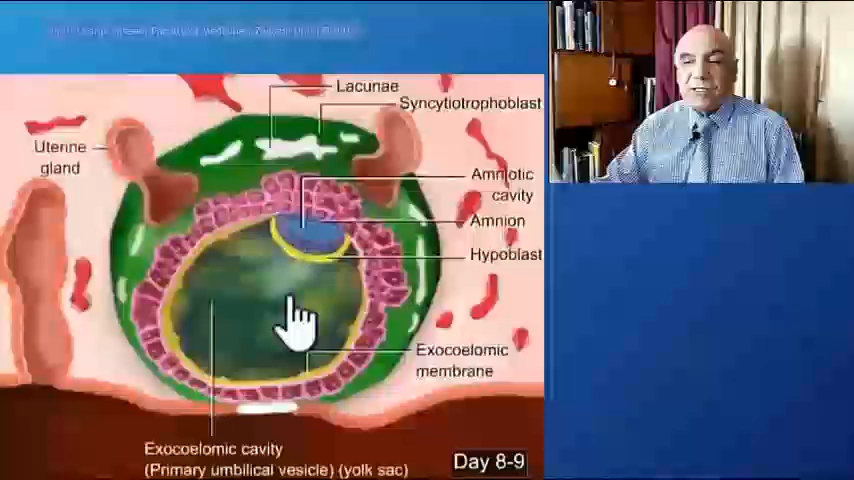 Lacunae
Syncytiotrophoblast
Uterine
gland
Amniotic
cavity
Amnion
Hypoblast
Exocoelomic
membrane
Exocoelomic cavity
(Primary umbilical vesicle) (yolk sac)
Day 8-9